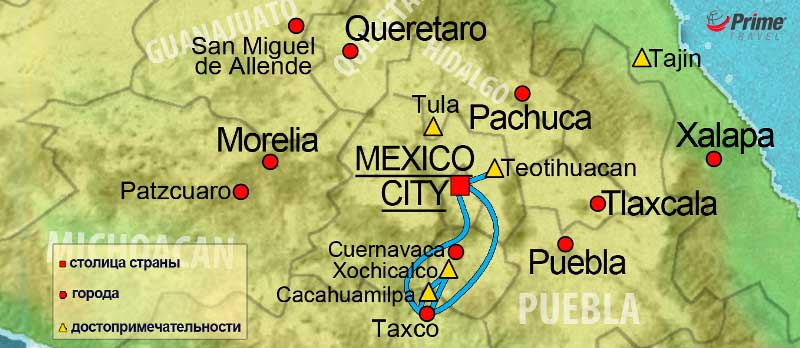 GUANAJUATO
Queretaro
San Miguel
de Allende
HIDALGO
Prime
TRAVEL
Tajin
Tula
Pachuca
Morelia
MEXICO
CITY
Teotihuacan
Xalapa
Patzcuaro
Tlaxcala
MICHOACAN
Cuernavaca
Xochicalco
Cacahuamilpa
Taxco
Puebla
PUEBLA
столица страны
города
достопримечательности